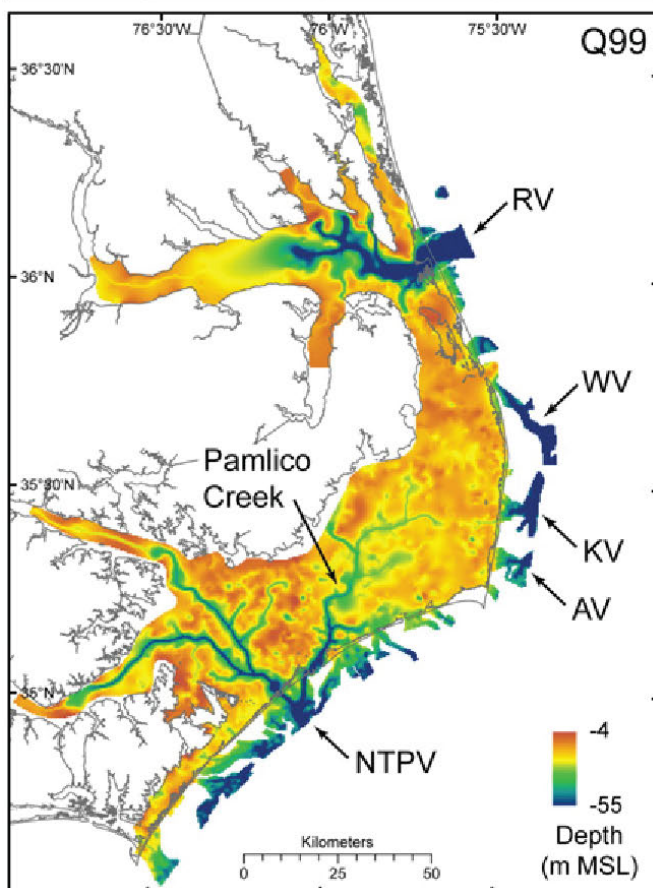 76°30'W 76°W 75°30'W
Q99
36°30'N
RV
36°N
WV
Pamlico
Creek
35°30'N
KV
AV
35°N
NTPV
-4
-55
Depth
(m MSL)
Kilometers
0 25 50